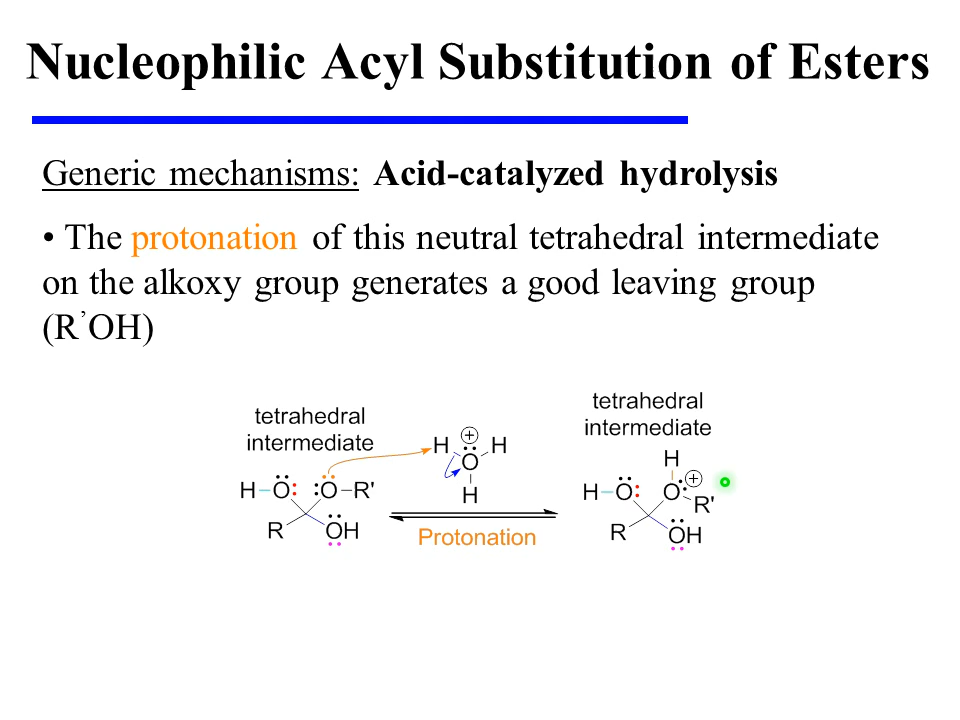 Nucleophilic Acyl Substitution of Esters
Generic mechanisms: Acid-catalyzed hydrolysis
• The protonation of this neutral tetrahedral intermediate
on the alkoxy group generates a good leaving group
(R’OH)
tetrahedral
intermediate
H O O R'
R OH
H O H
+
H
Protonation
tetrahedral
intermediate
H
+
H O O R'
R OH